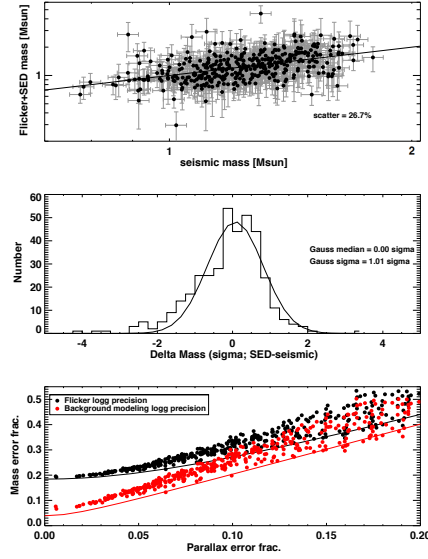 Flicker+SED mass [Msun]
1
scatter = 26.7%
1
2
seismic mass [Msun]
60
50
40
30
20
10
0
Number
Gauss median = 0.00 sigma
Gauss sigma = 1.01 sigma
-4
-2
0
2
4
Delta Mass (sigma; SED-seismic)
0.5
0.4
0.3
0.2
0.1
0.0
Mass error frac.
Flicker logg precision
Background modeling logg precision
0.00
0.05
0.10
0.15
0.20
Parallax error frac.